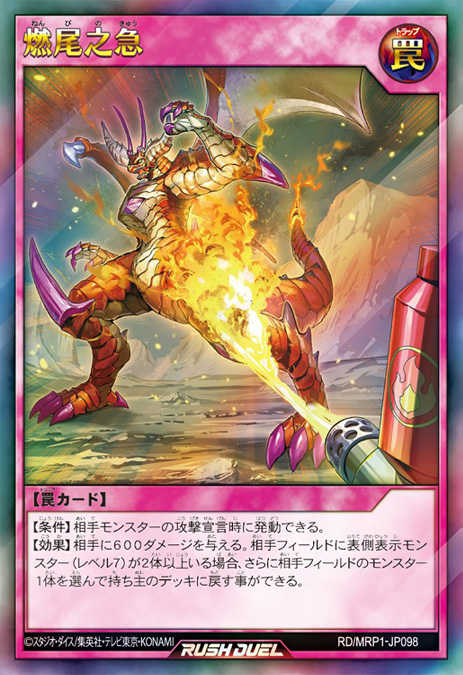 燃尾之急
ねん び の きゅう
トラップ
罠
【罠カード】
【条件】相手モンスターの攻撃宣言時に発動できる。
【効果】相手に600ダメージを与える。相手フィールドに表側表示モン
スター(レベル7)が2体以上いる場合、さらに相手フィールドのモンスター
1体を選んで持ち主のデッキに戻す事ができる。
©スタジオ・ダイス/集英社・テレビ東京・KONAMI
RUSH DUEL
RD/MRP1-JP098